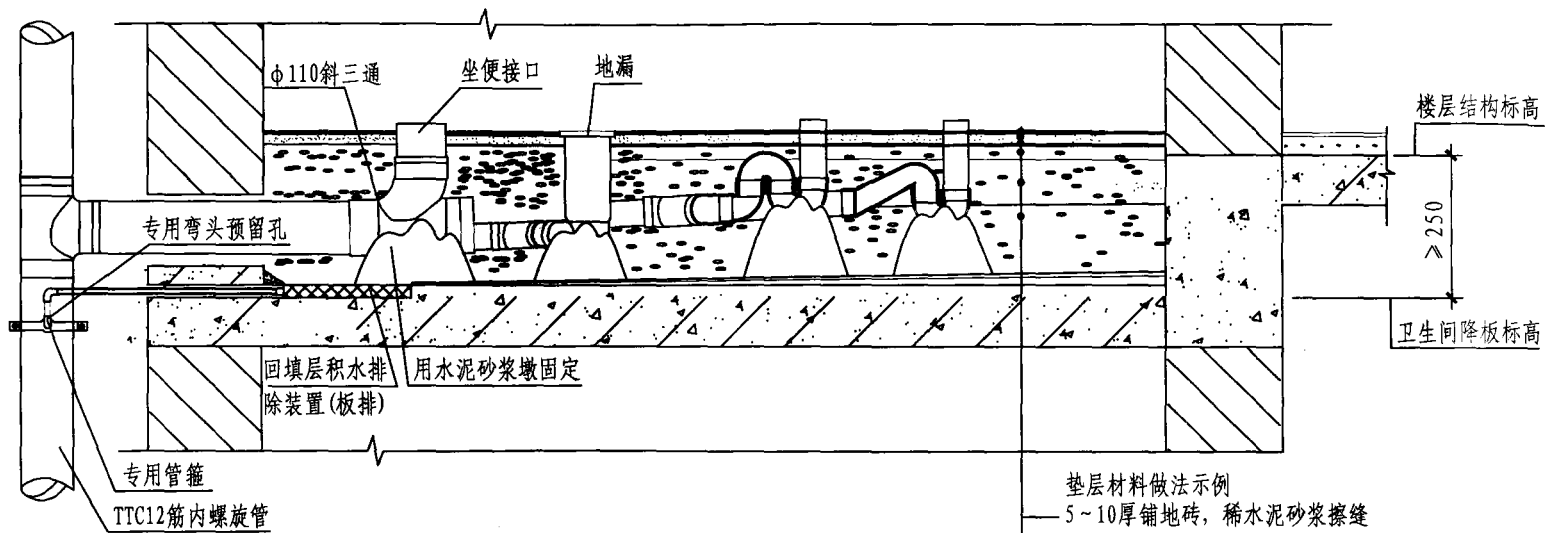 φ110斜三通
坐便接口
地漏
楼层结构标高
专用弯头预留孔
≥250
卫生间降板标高
回填层积水排
除装置(板排)
用水泥砂浆墩固定
专用管箍
TTC12筋内螺旋管
垫层材料做法示例
5~10厚铺地砖，稀水泥砂浆擦缝